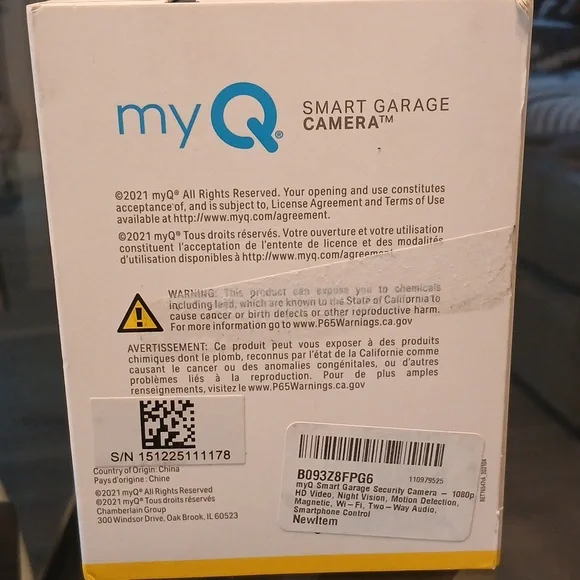 myQ®
SMART GARAGE
CAMERA™
©2021 myQ® All Rights Reserved. Your opening and use constitutes
acceptance of, and is subject to, License Agreement and Terms of Use
available at http://www.myq.com/agreement.
©2021 myQ® Tous droits réservés. Votre ouverture et votre utilisation
constituent l'acceptation de l'entente de licence et des modalités
d'utilisation disponibles à http://www.myq.com/agreement
WARNING: This product can expose you to chemicals
including lead, which are known to the State of California to
cause cancer or birth defects or other reproductive harm.
For more information go to www.P65Warnings.ca.gov
AVERTISSEMENT: Ce produit peut vous exposer à des produits
chimiques dont le plomb, reconnus par l'état de la Californie comme
causant le cancer ou des anomalies congénitales, ou d'autres
problèmes liés à la reproduction. Pour de plus amples
renseignements, visitez le www.P65Warnings.ca.gov
S/N 151225111178
Country of Origin: China
Pays d'origine: Chine
©2021 myQ® All Rights Reserved
©2021 myQ® Tous droits réservés
Chamberlain Group
300 Windsor Drive, Oak Brook, IL 60523
B093Z8FPG6
110979525
myQ Smart Garage Security Camera - 1080p
HD Video, Night Vision, Motion Detection,
Magnetic, Wi-Fi, Two-Way Audio,
Smartphone Control
NewItem